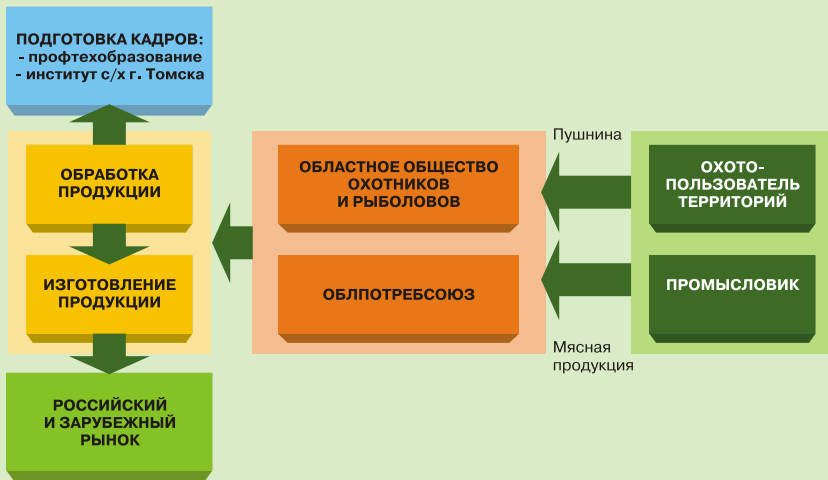 ПОДГОТОВКА КАДРОВ:
- профтехобразование
- институт с/х г. Томска
ОБРАБОТКА
ПРОДУКЦИИ
ИЗГОТОВЛЕНИЕ
ПРОДУКЦИИ
РОССИЙСКИЙ
И ЗАРУБЕЖНЫЙ
РЫНОК
ОБЛАСТНОЕ ОБЩЕСТВО
ОХОТНИКОВ
И РЫБОЛОВОВ
ОБЛПОТРЕБСОЮЗ
Пушнина
Мясная
продукция
ОХОТО-
ПОЛЬЗОВАТЕЛЬ
ТЕРРИТОРИЙ
ПРОМЫСЛОВИК